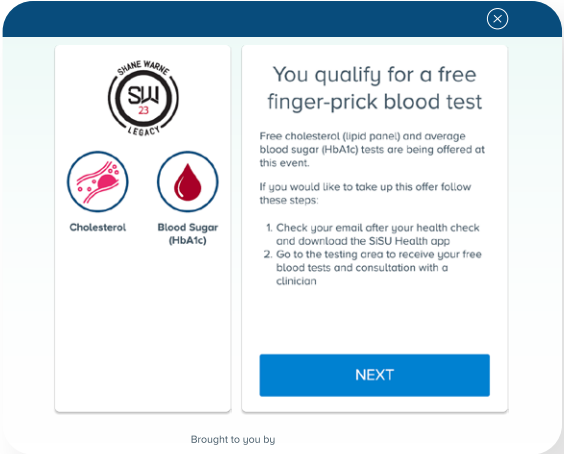 SHANE WARNE
SW
23
LEGACY
Cholesterol
Blood Sugar
(HbA1c)
You qualify for a free
finger-prick blood test
Free cholesterol (lipid panel) and average
blood sugar (HbA1c) tests are being offered at
this event.
If you would like to take up this offer follow
these steps:
1. Check your email after your health check
and download the SiSU Health app
2. Go to the testing area to receive your free
blood tests and consultation with a
clinician
NEXT
Brought to you by